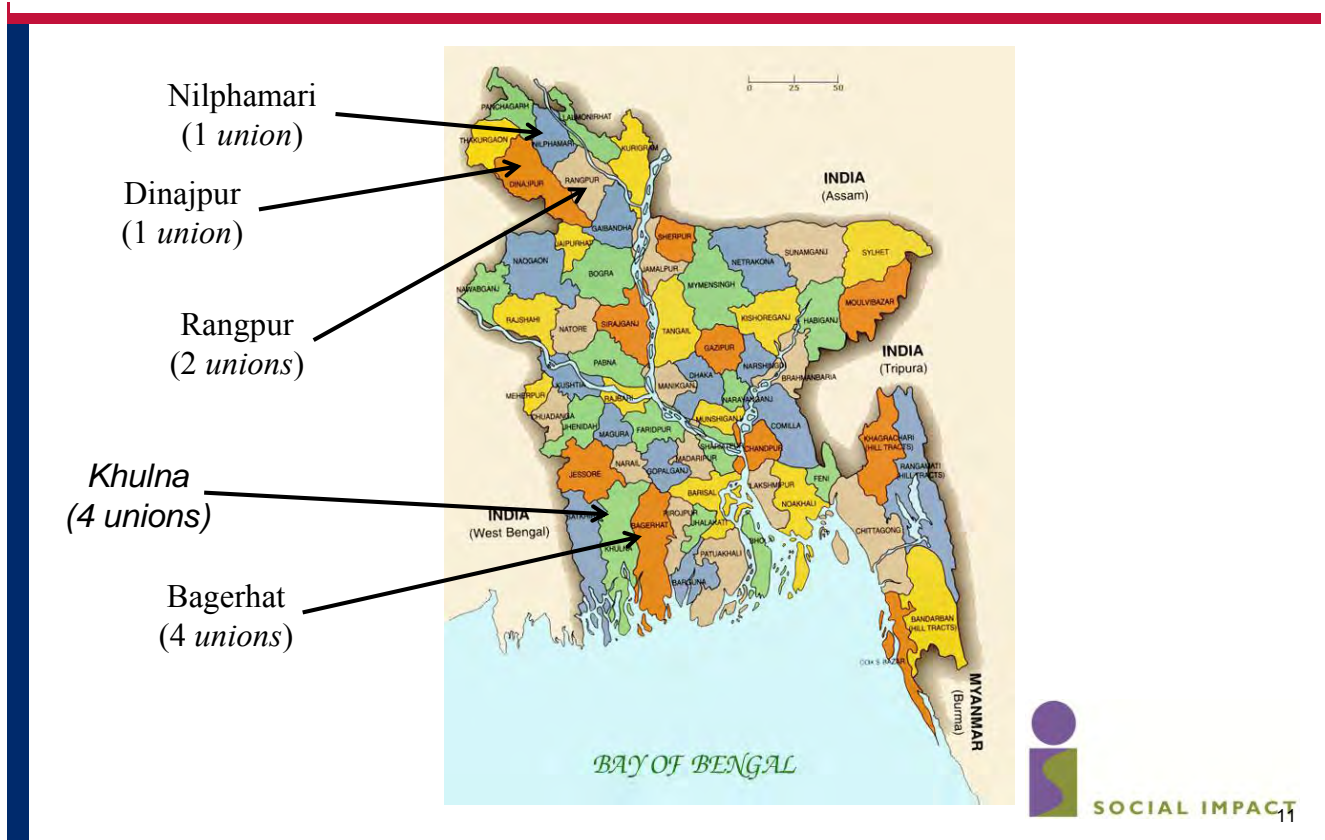 Nilphamari
(1 union)
Dinajpur
(1 union)
Rangpur
(2 unions)
Khulna
(4 unions)
Bagerhat
(4 unions)
0 25 50
PANCHAGARH
LALMONIRHAT
THAKURGAON
NILPHAMARI
KURIGRAM
DINAJPUR
RANGPUR
INDIA
(Assam)
GAIBANDHA
SHERPUR
JAIPURHAT
NAOGAON
JAMALPUR
NETRAKONA
SUNAMGANJ
SYLHET
BOGRA
MYMENSINGH
NAWABGANJ
MOULVIBAZAR
RAJSHAHI
NATORE
SIRAJGANJ
TANGAIL
KISHOREGANJ
HABIGANJ
GAZIPUR
INDIA
(Tripura)
PABNA
DHAKA
NARSHINGDI
BRAHMANBARIA
KUSHTIA
MANIKGANJ
MEHERPUR
RAJBARI
NARAYANGANJ
CHUADANGA
MUNSHIGANJ
JHENIDAH
MAGURA
FARIDPUR
COMILLA
CHANDPUR
KHAGRACHARI
(HILL TRACTS)
MADARIPUR
NARAIL
GOPALGANJ
JESSORE
RANGAMATI
(HILL TRACTS)
LAKSHMIPUR
FENI
BARISAL
NOAKHALI
INDIA
(West Bengal)
BAGERHAT
PIROJPUR
JHALAKATI
CHITTAGONG
KHULNA
PATUAKHALI
BARGUNA
BANDARBAN
(HILL TRACTS)
COX S BAZAR
MYANMAR
(Burma)
BAY OF BENGAL
SOCIAL IMPACT
11